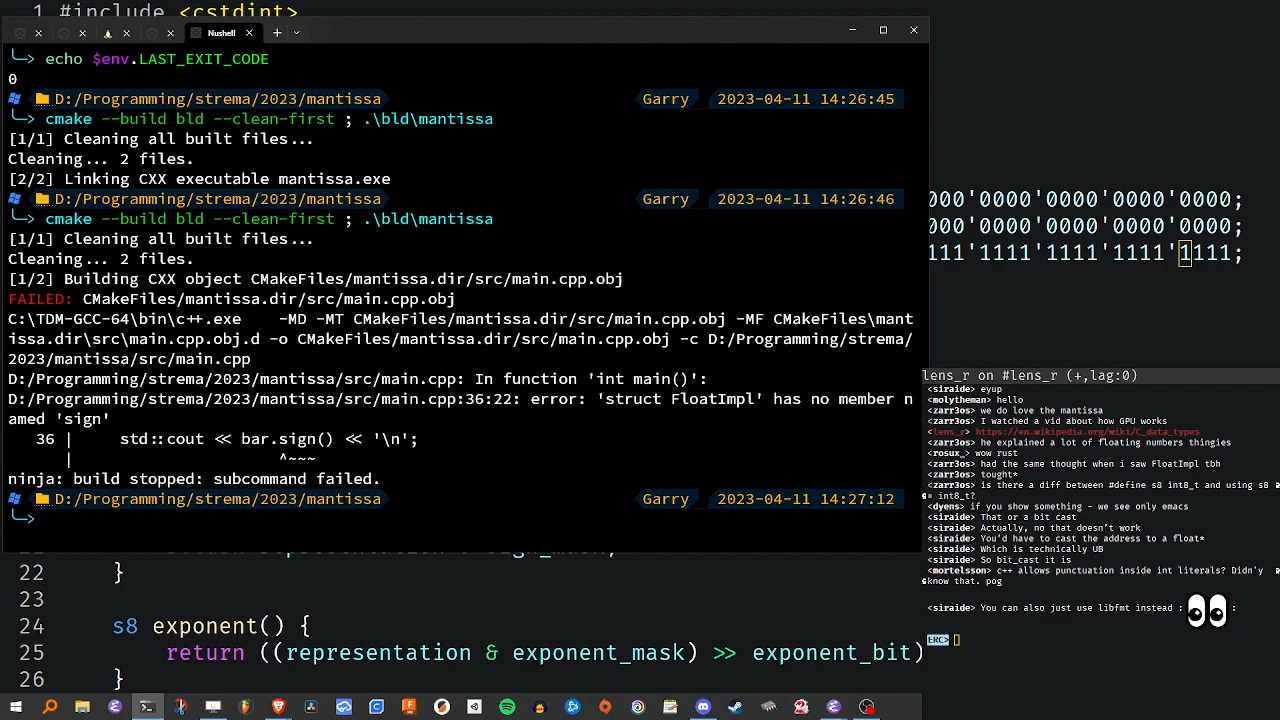 1 #include <cstdint>
Nushell
╰─> echo $env.LAST_EXIT_CODE
0
D:/Programming/strema/2023/mantissa Garry 2023-04-11 14:26:45
╰─> cmake --build bld --clean-first ; .\bld\mantissa
[1/1] Cleaning all built files...
Cleaning... 2 files.
[2/2] Linking CXX executable mantissa.exe
D:/Programming/strema/2023/mantissa Garry 2023-04-11 14:26:46
╰─> cmake --build bld --clean-first ; .\bld\mantissa
[1/1] Cleaning all built files...
Cleaning... 2 files.
[1/2] Building CXX object CMakeFiles/mantissa.dir/src/main.cpp.obj
FAILED: CMakeFiles/mantissa.dir/src/main.cpp.obj
C:\TDM-GCC-64\bin\c++.exe -MD -MT CMakeFiles/mantissa.dir/src/main.cpp.obj -MF CMakeFiles\mant
issa.dir\src\main.cpp.obj.d -o CMakeFiles/mantissa.dir/src/main.cpp.obj -c D:/Programming/strema/
2023/mantissa/src/main.cpp
D:/Programming/strema/2023/mantissa/src/main.cpp: In function 'int main()':
D:/Programming/strema/2023/mantissa/src/main.cpp:36:22: error: 'struct FloatImpl' has no member n
amed 'sign'
36 | std::cout << bar.sign() << '\n';
| ^~~~
ninja: build stopped: subcommand failed.
D:/Programming/strema/2023/mantissa Garry 2023-04-11 14:27:12
╰─>
000'0000'0000'0000'0000;
000'0000'0000'0000'0000;
111'1111'1111'1111'1111;
22 }
23
24 s8 exponent() {
25 return ((representation & exponent_mask) >> exponent_bit)
26 }
lens_r on #lens_r (+,lag:0)
<siraide> eyup
<molytheman> hello
<zarr3os> we do love the mantissa
<zarr3os> I watched a vid about how GPU works
<lens_r> https://en.wikipedia.org/wiki/C_data_types
<zarr3os> he explained a lot of floating numbers thingies
<rosux_> wow rust
<zarr3os> had the same thought when i saw FloatImpl tbh
<zarr3os> tought*
<zarr3os> is there a diff between #define s8 int8_t and using s8
= int8_t?
<dyens> if you show something - we see only emacs
<siraide> That or a bit cast
<siraide> Actually, no that doesn't work
<siraide> You'd have to cast the address to a float*
<siraide> Which is technically UB
<siraide> So bit_cast it is
<mortelsson> c++ allows punctuation inside int literals? Didn'y
know that. pog
<siraide> You can also just use libfmt instead : :
ERC>